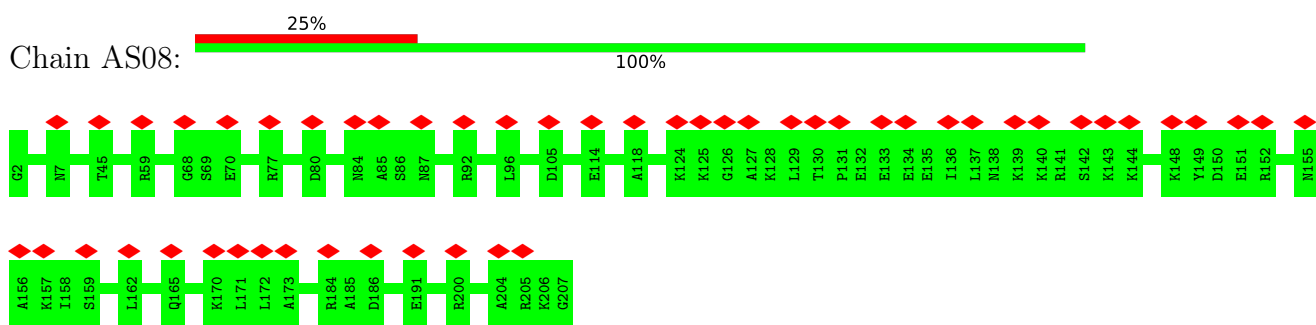 25%
Chain AS08:
100%
G2 N7 T45 R59 G68 S69 E70 R77 D80 N84 A85 S86 N87 R92 L96 D105 E114 A118 K124 K125 G126 A127 K128 L129 T130 P131 E132 E133 E134 E135 I136 L137 N138 K139 K140 R141 S142 K143 K144 K148 Y149 D150 E151 R152 N155
A156 K157 I158 S159 L162 Q165 K170 L171 L172 A173 R184 A185 D186 E191 R200 A204 R205 K206 G207